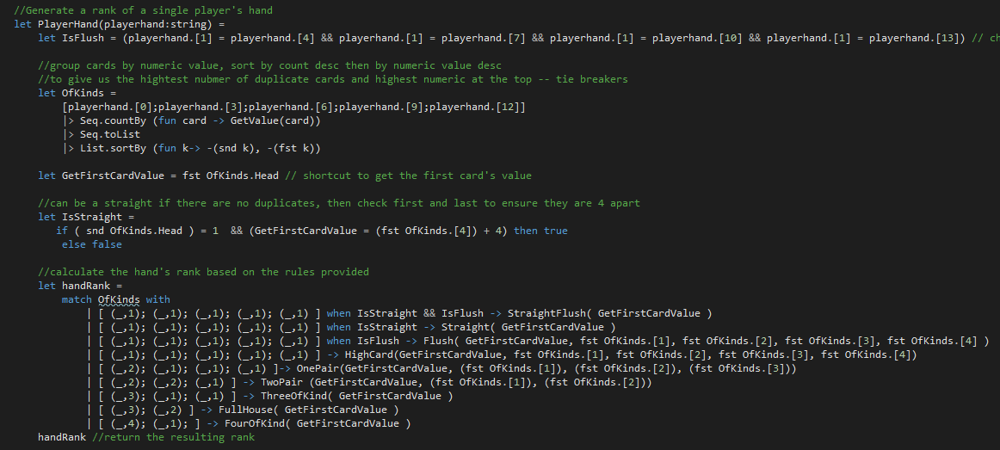 //Generate a rank of a single player's hand
let PlayerHand(playerhand:string) =
let IsFlush = (playerhand.[1] = playerhand.[4] && playerhand.[1] = playerhand.[7] && playerhand.[1] = playerhand.[10] && playerhand.[1] = playerhand.[13]) // ch
//group cards by numeric value, sort by count desc then by numeric value desc
//to give us the hightest nubmer of duplicate cards and highest numeric at the top -- tie breakers
let OfKinds =
[playerhand.[0];playerhand.[3];playerhand.[6];playerhand.[9];playerhand.[12]]
|> Seq.countBy (fun card -> GetValue(card))
|> Seq.toList
|> List.sortBy (fun k-> -(snd k), -(fst k))
let GetFirstCardValue = fst OfKinds.Head // shortcut to get the first card's value
//can be a straight if there are no duplicates, then check first and last to ensure they are 4 apart
let IsStraight =
if ( snd OfKinds.Head ) = 1  && (GetFirstCardValue = (fst OfKinds.[4]) + 4) then true
else false
//calculate the hand's rank based on the rules provided
let handRank =
match OfKinds with
| [ (_,1); (_,1); (_,1); (_,1); (_,1) ] when IsStraight && IsFlush -> StraightFlush( GetFirstCardValue )
| [ (_,1); (_,1); (_,1); (_,1); (_,1) ] when IsStraight -> Straight( GetFirstCardValue )
| [ (_,1); (_,1); (_,1); (_,1); (_,1) ] when IsFlush -> Flush( GetFirstCardValue, fst OfKinds.[1], fst OfKinds.[2], fst OfKinds.[3], fst OfKinds.[4] )
| [ (_,1); (_,1); (_,1); (_,1); (_,1) ] -> HighCard(GetFirstCardValue, fst OfKinds.[1], fst OfKinds.[2], fst OfKinds.[3], fst OfKinds.[4])
| [ (_,2); (_,1); (_,1); (_,1) ]-> OnePair(GetFirstCardValue, (fst OfKinds.[1]), (fst OfKinds.[2]), (fst OfKinds.[3]))
| [ (_,2); (_,2); (_,1) ] -> TwoPair (GetFirstCardValue, (fst OfKinds.[1]), (fst OfKinds.[2]))
| [ (_,3); (_,1); (_,1) ] -> ThreeOfKind( GetFirstCardValue )
| [ (_,3); (_,2) ] -> FullHouse( GetFirstCardValue )
| [ (_,4); (_,1); ] -> FourOfKind( GetFirstCardValue )
handRank //return the resulting rank